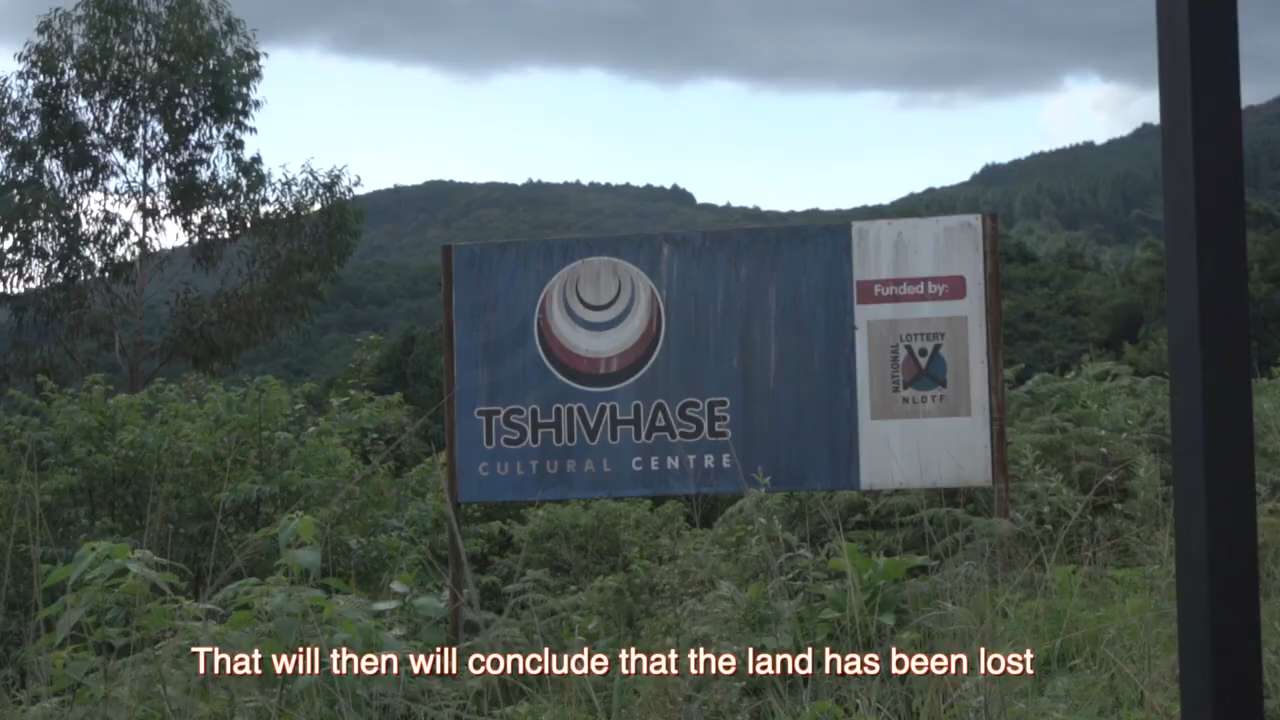 TSHIVHASE
CULTURAL CENTRE
Funded by:
NATIONAL
LOTTERY
NLDTF
That will then will conclude that the land has been lost